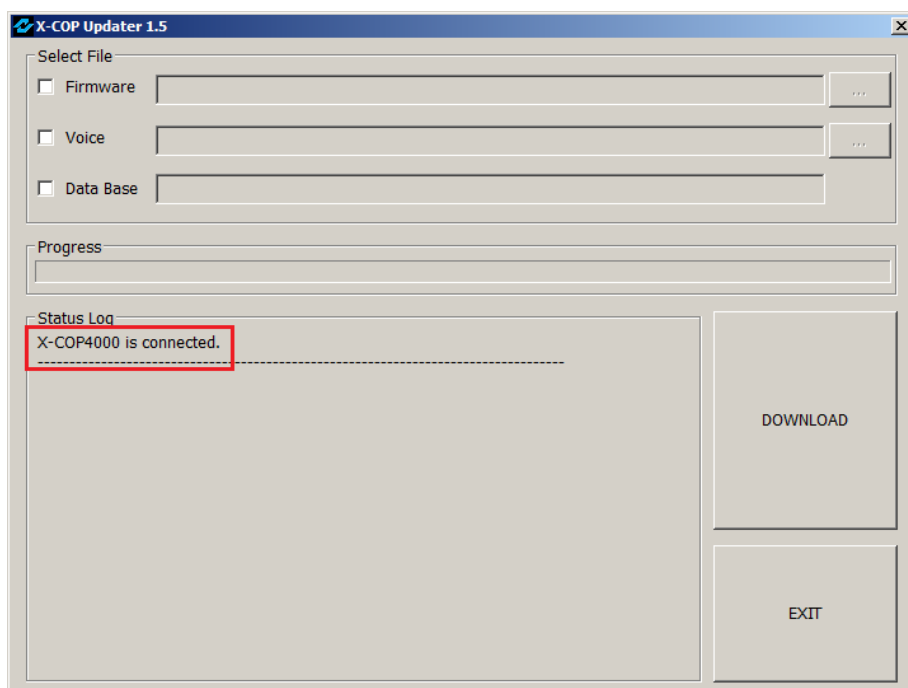 X-COP Updater 1.5
Select File
Firmware
...
Voice
...
Data Base
Progress
Status Log
X-COP4000 is connected.
--------------------------------------------------------------------------------
DOWNLOAD
EXIT